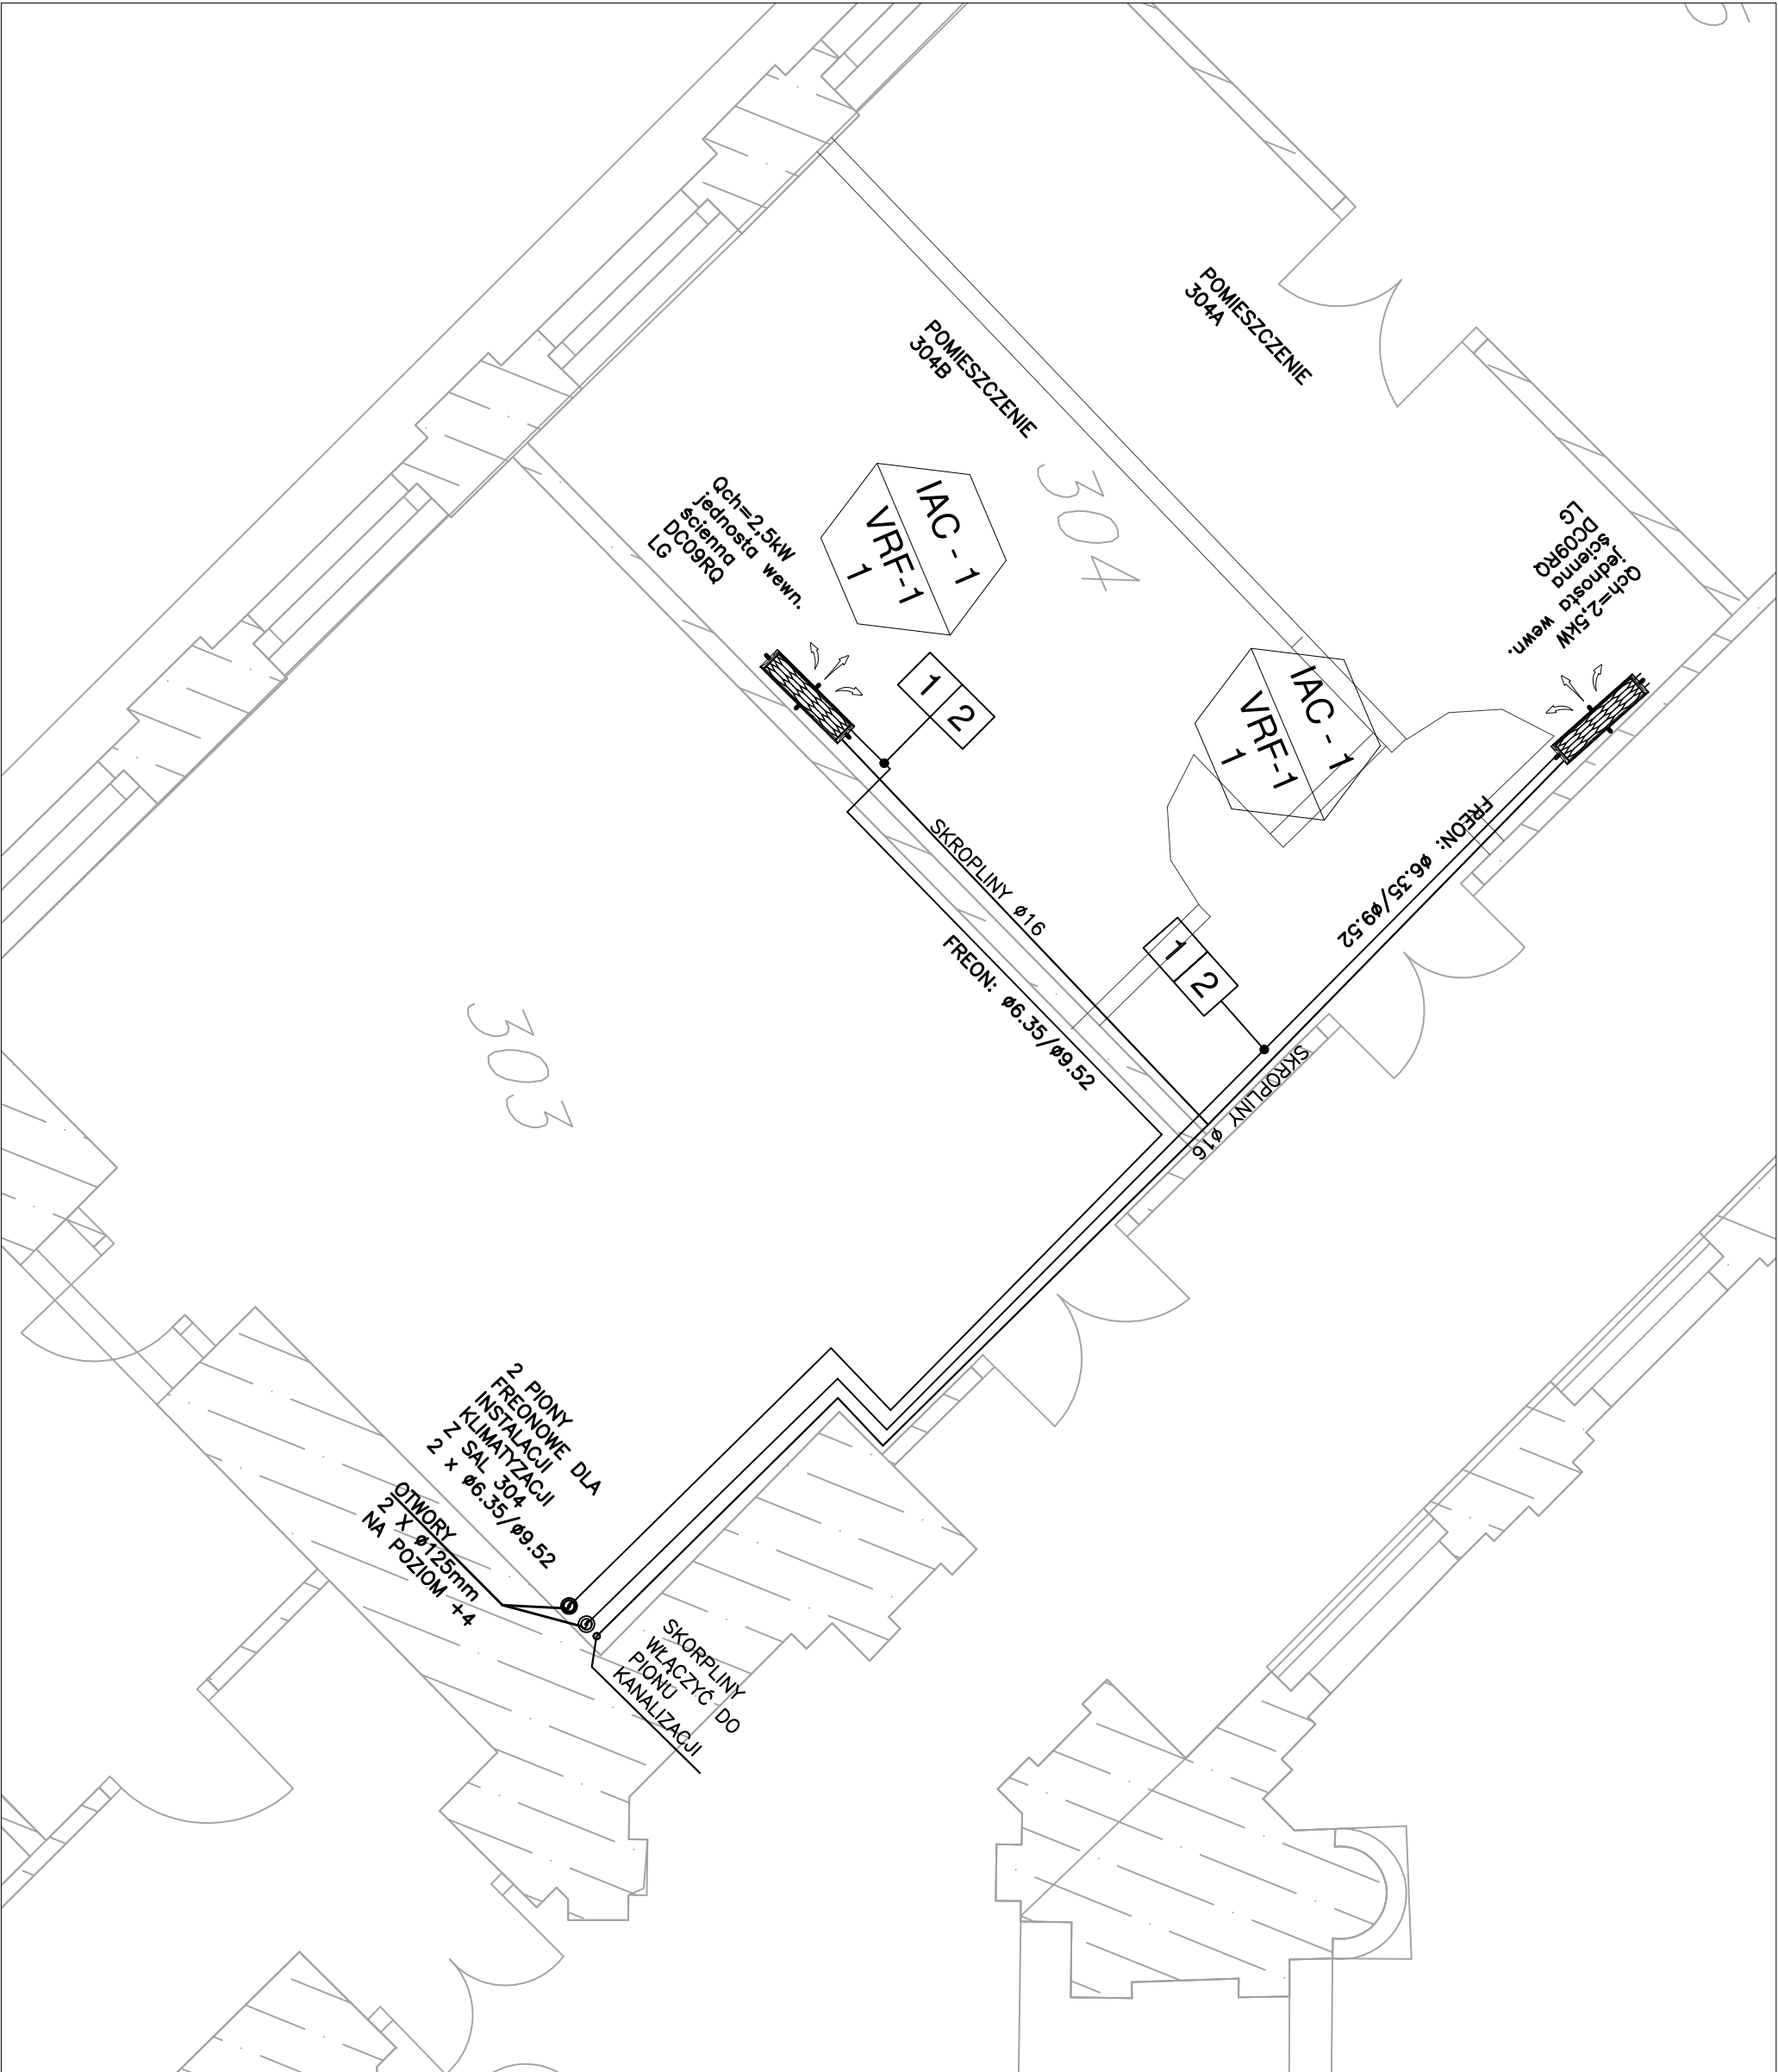 POMIESZCZENIE
304A
POMIESZCZENIE
304B
304
Qch=2,5kW
jednosta wewn.
ścienna
DC09RQ
LG
IAC - 1
VRF-1
1
Qch=2,5kW
jednosta wewn.
ścienna
DC09RQ
LG
IAC - 1
VRF-1
1
1 2
SKROPLINY ø16
FREON: ø6.35/ø9.52
FREON: ø6.35/ø9.52
1 2
SKROPLINY ø16
303
2 PIONY
FREONOWE DLA
INSTALACJI
KLIMATYZACJI
Z SAL 304
2 x ø6.35/ø9.52
OTWORY
2 X ø125mm
NA POZIOM +4
SKORPLINY
WŁĄCZYĆ DO
PIONU
KANALIZACJI